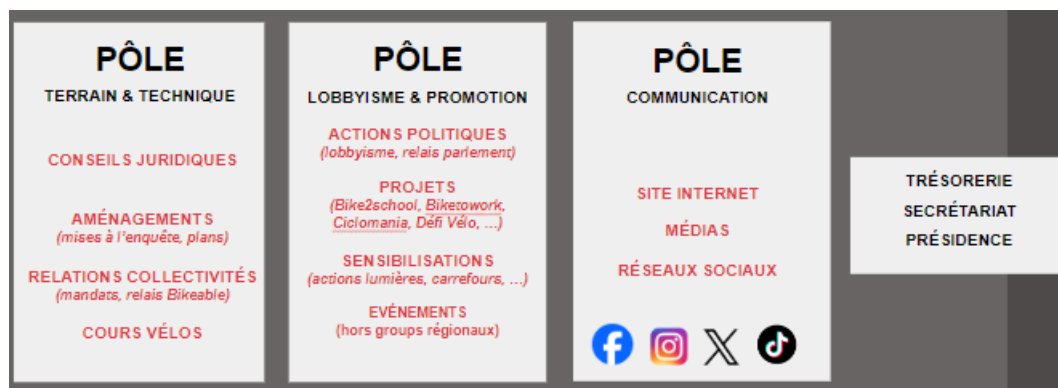 PÔLE
TERRAIN & TECHNIQUE
CONSEILS JURIDIQUES
AMÉNAGEMENTS
(mises à l'enquête, plans)
RELATIONS COLLECTIVITÉS
(mandats, relais Bikeable)
COURS VÉLOS
PÔLE
LOBBYISME & PROMOTION
ACTIONS POLITIQUES
(lobbyisme, relais parlement)
PROJETS
(Bike2school, Biketowork,
Ciclomania, Défi Vélo, ...)
SENSIBILISATIONS
(actions lumières, carrefours, ...)
EVÉNEMENTS
(hors groupes régionaux)
PÔLE
COMMUNICATION
SITE INTERNET
MÉDIAS
RÉSEAUX SOCIAUX
TRÉSORERIE
SECRÉTARIAT
PRÉSIDENCE